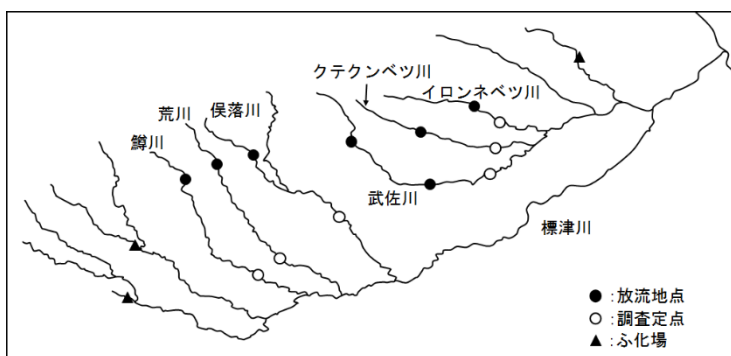 クテクンベツ川
イロンネベツ川
俣落川
荒川
鱒川
武佐川
標津川
●:放流地点
○:調査定点
▲:ふ化場